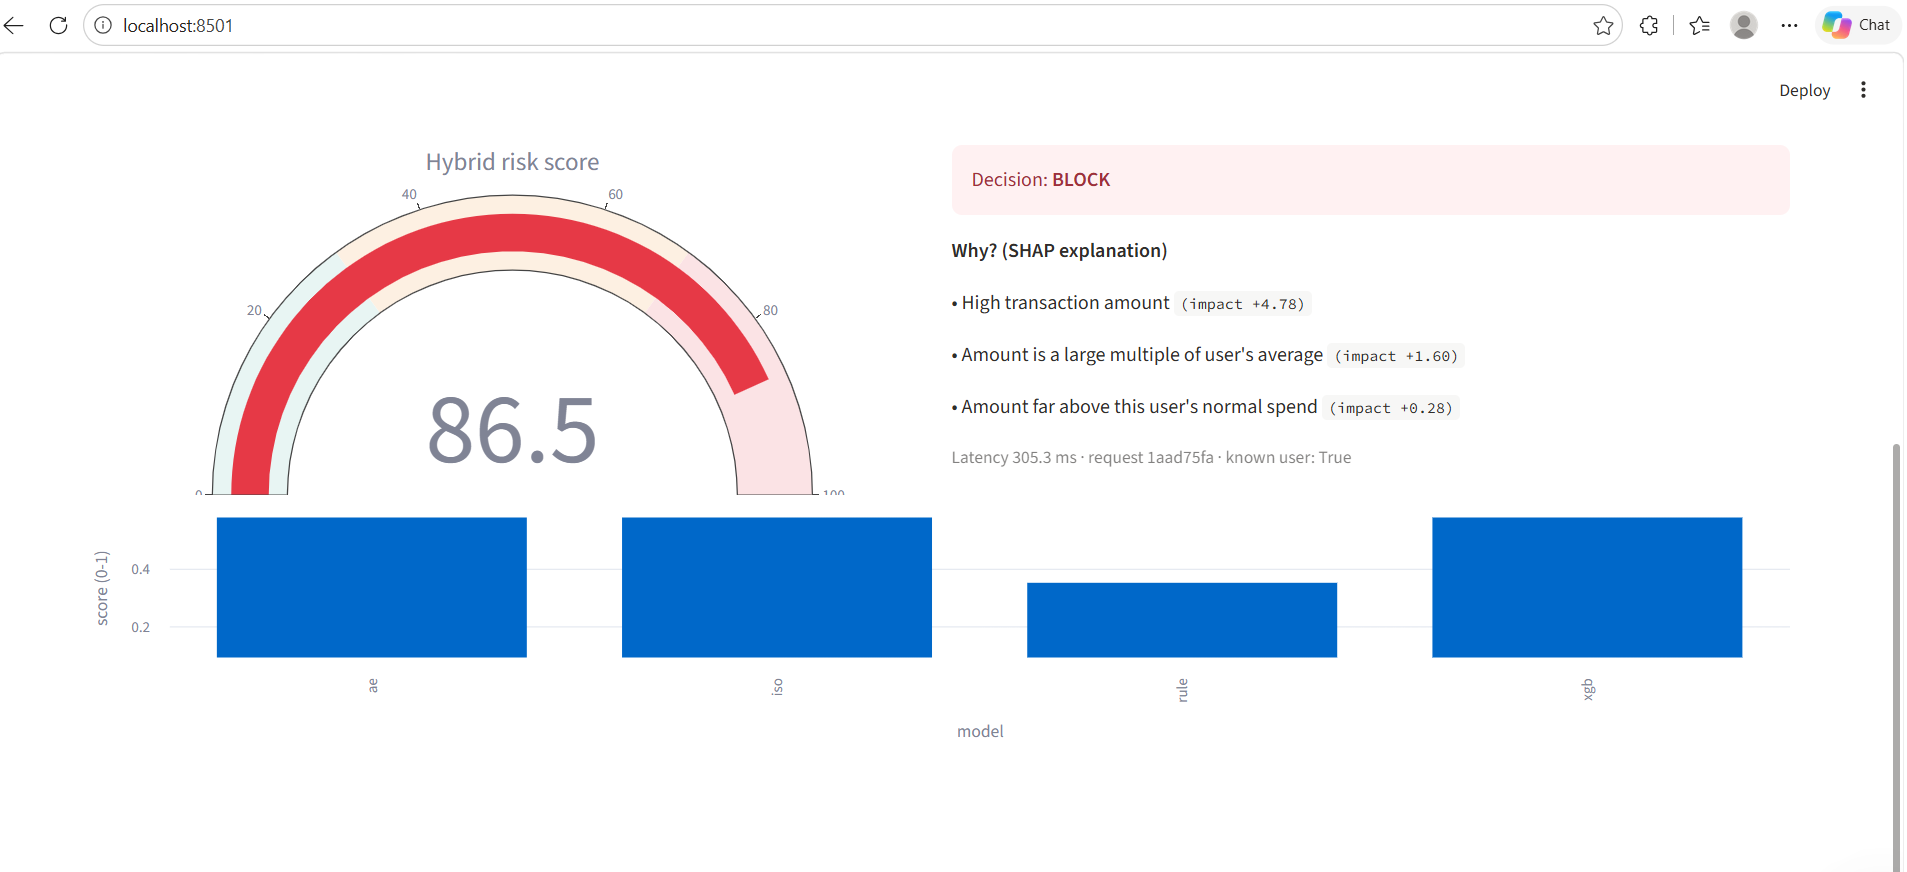 localhost:8501
Chat
Deploy
Hybrid risk score
0
20
40
60
80
100
86.5
Decision: BLOCK
Why? (SHAP explanation)
• High transaction amount (impact +4.78)
• Amount is a large multiple of user's average (impact +1.60)
• Amount far above this user's normal spend (impact +0.28)
Latency 305.3 ms · request 1aad75fa · known user: True
score (0-1)
0.4
0.2
ae
iso
rule
xgb
model